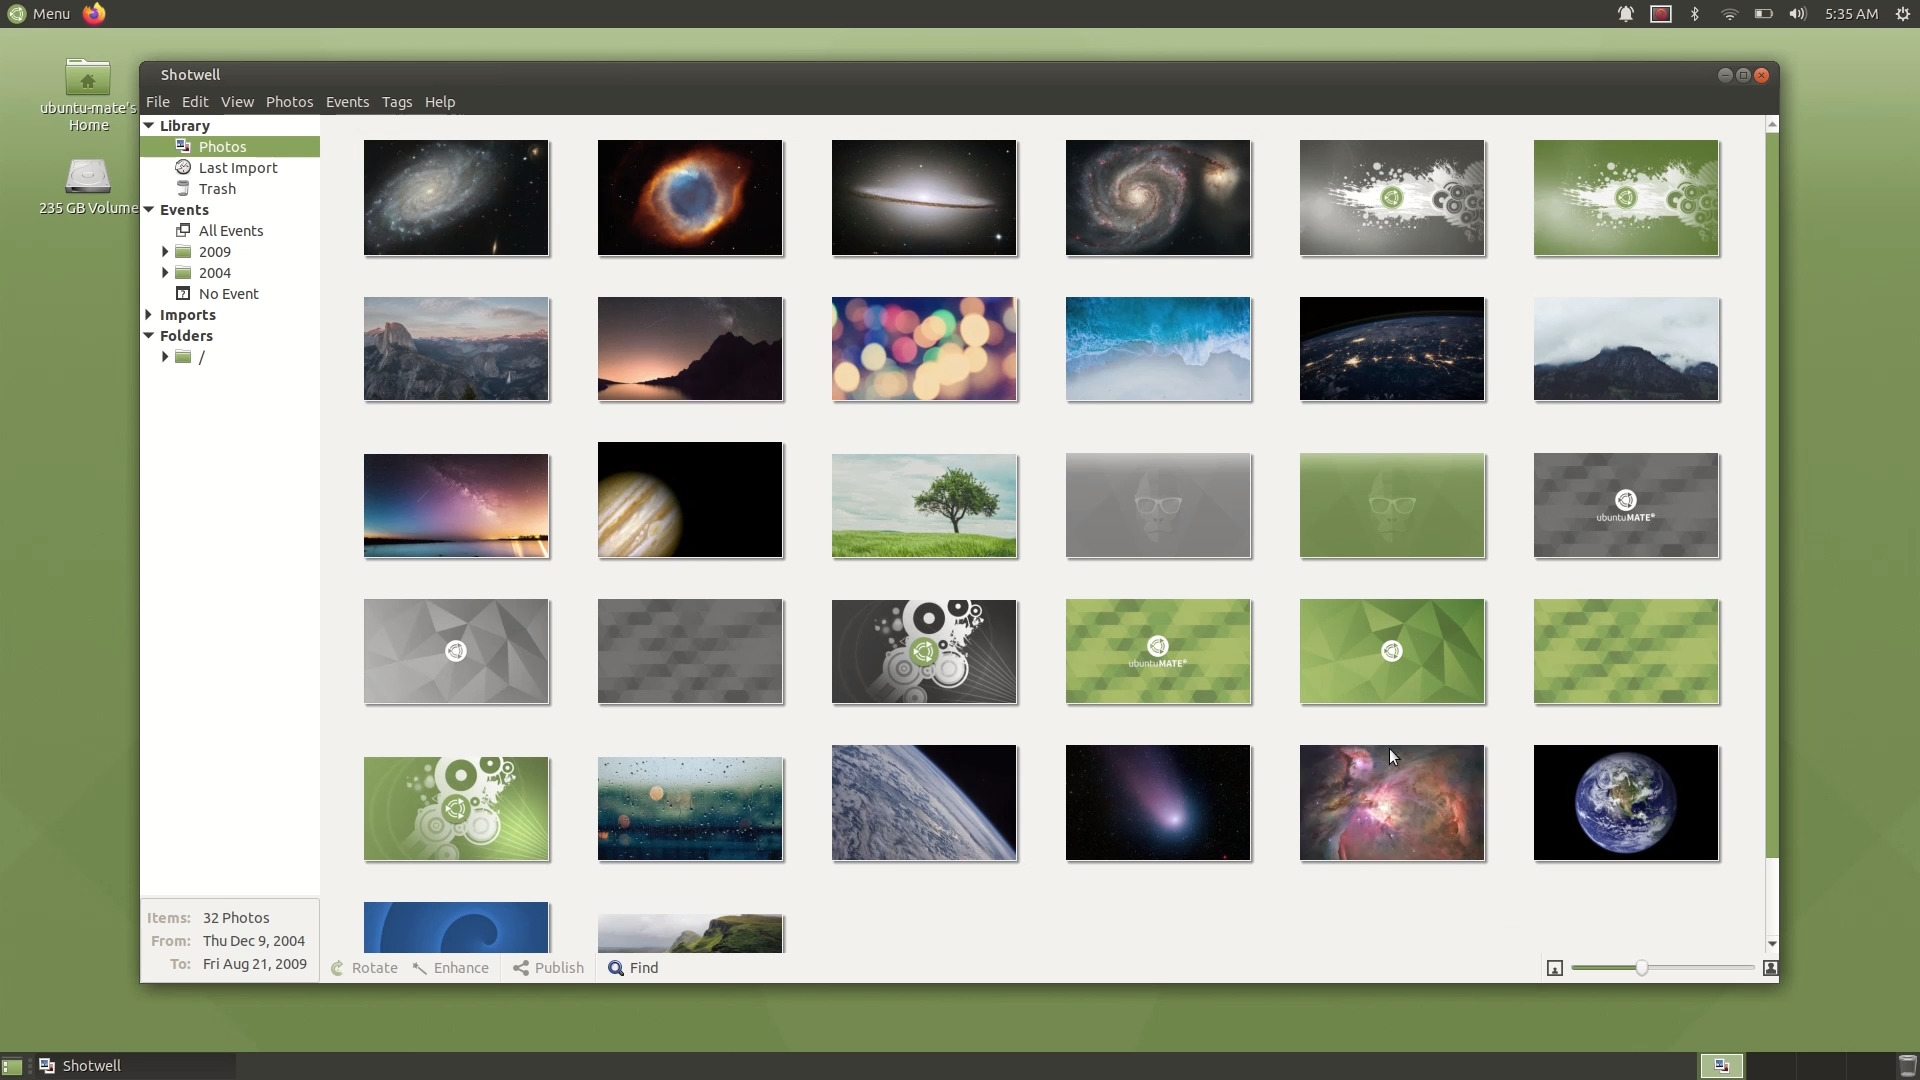 Menu
5:35 AM
ubuntu-mate's
Home
235 GB Volume
Shotwell
File Edit View Photos Events Tags Help
Library
Photos
Last Import
Trash
Events
All Events
2009
2004
No Event
Imports
Folders
/
ubuntuMATE®
ubuntuMATE®
Items: 32 Photos
From: Thu Dec 9, 2004
To: Fri Aug 21, 2009
Rotate Enhance Publish Find
Shotwell